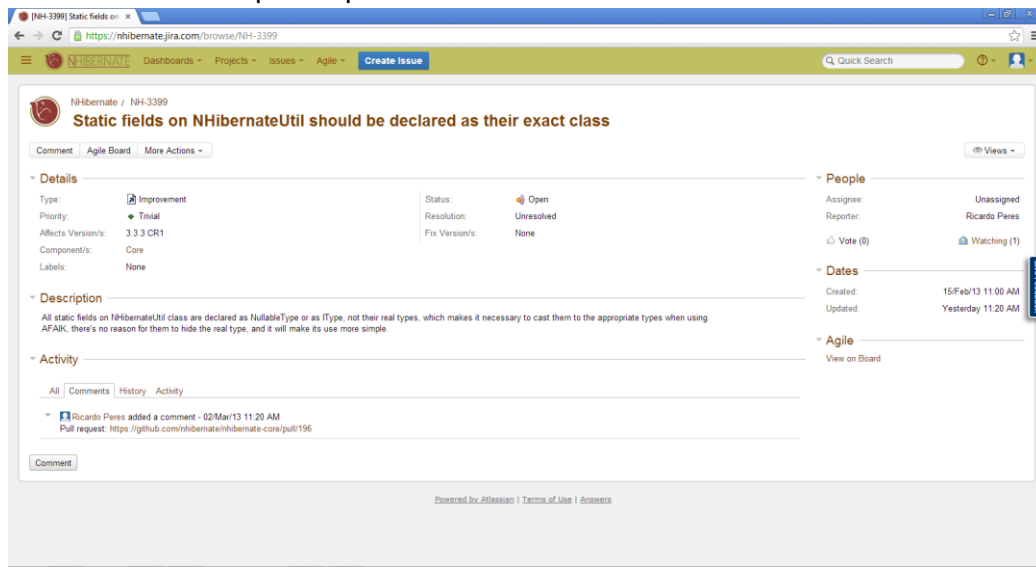 [NH-3399] Static fields on
https://nhibernate.jira.com/browse/NH-3399
NHIBERNATE Dashboards Projects Issues Agile Create Issue Quick Search
NHibernate / NH-3399
Static fields on NHibernateUtil should be declared as their exact class
Comment Agile Board More Actions Views
Details
Type: Improvement Status: Open
Priority: Trivial Resolution: Unresolved
Affects Version/s: 3.3.3.CR1 Fix Version/s: None
Component/s: Core
Labels: None
People
Assignee: Unassigned
Reporter: Ricardo Peres
Vote (0) Watching (1)
Dates
Created: 15/Feb/13 11:00 AM
Updated: Yesterday 11:20 AM
Agile
View on Board
Description
All static fields on NHibernateUtil class are declared as NullableType or as IType, not their real types, which makes it necessary to cast them to the appropriate types when using.
AFAIK, there's no reason for them to hide the real type, and it will make its use more simple.
Activity
All Comments History Activity
Ricardo Peres added a comment - 02/Mar/13 11:20 AM
Pull request: https://github.com/nhibernate/nhibernate-core/pull/196
Comment
Powered by Atlassian | Terms of Use | Answers